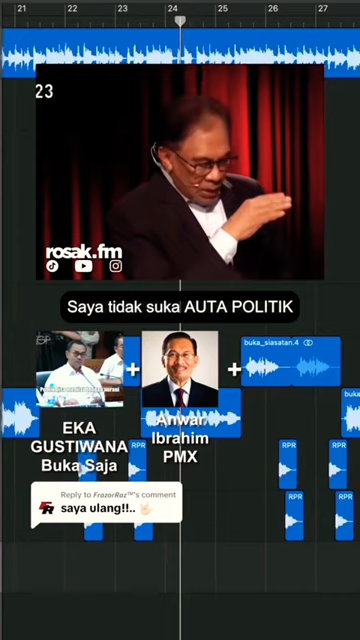 21 22 23 24 25 26 27
23
rosak.fm
Saya tidak suka AUTA POLITIK
buka_siasatan.4
+ +
EKA
GUSTIWANA
Buka Saja
Anwar
Ibrahim
PMX
buka
RPR RPR RPR
RPR RPR
Reply to FrazorRaz™'s comment
saya ulang!!.. 🤟🏻